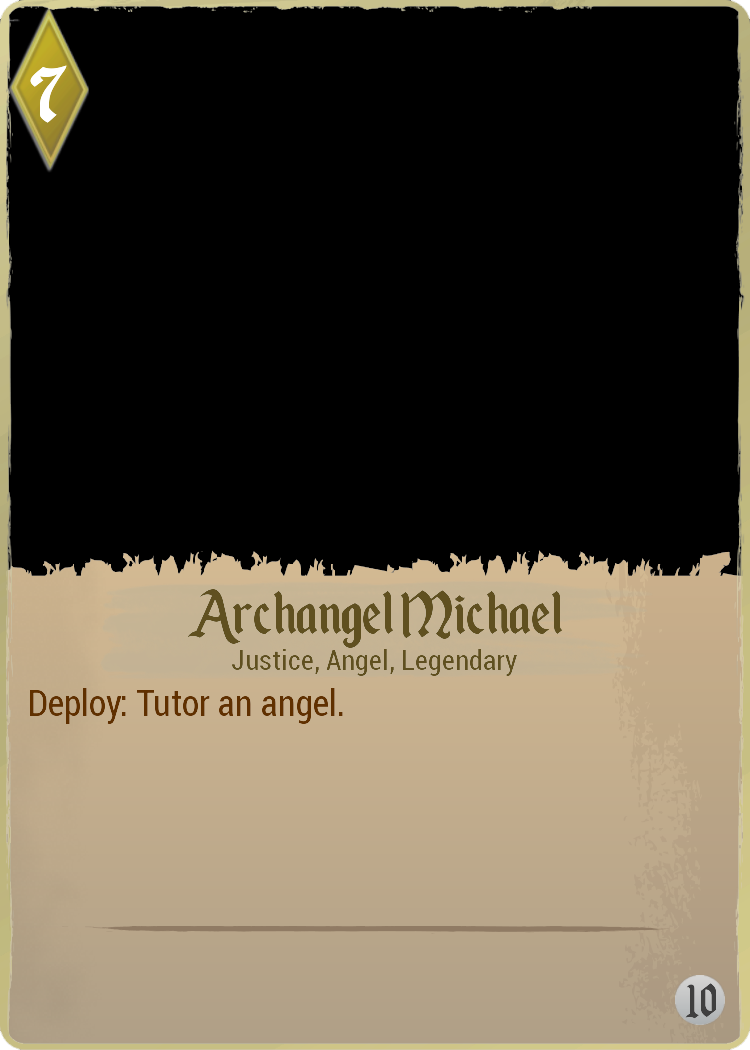 7
Archangel Michael
Justice, Angel, Legendary
Deploy: Tutor an angel.
10